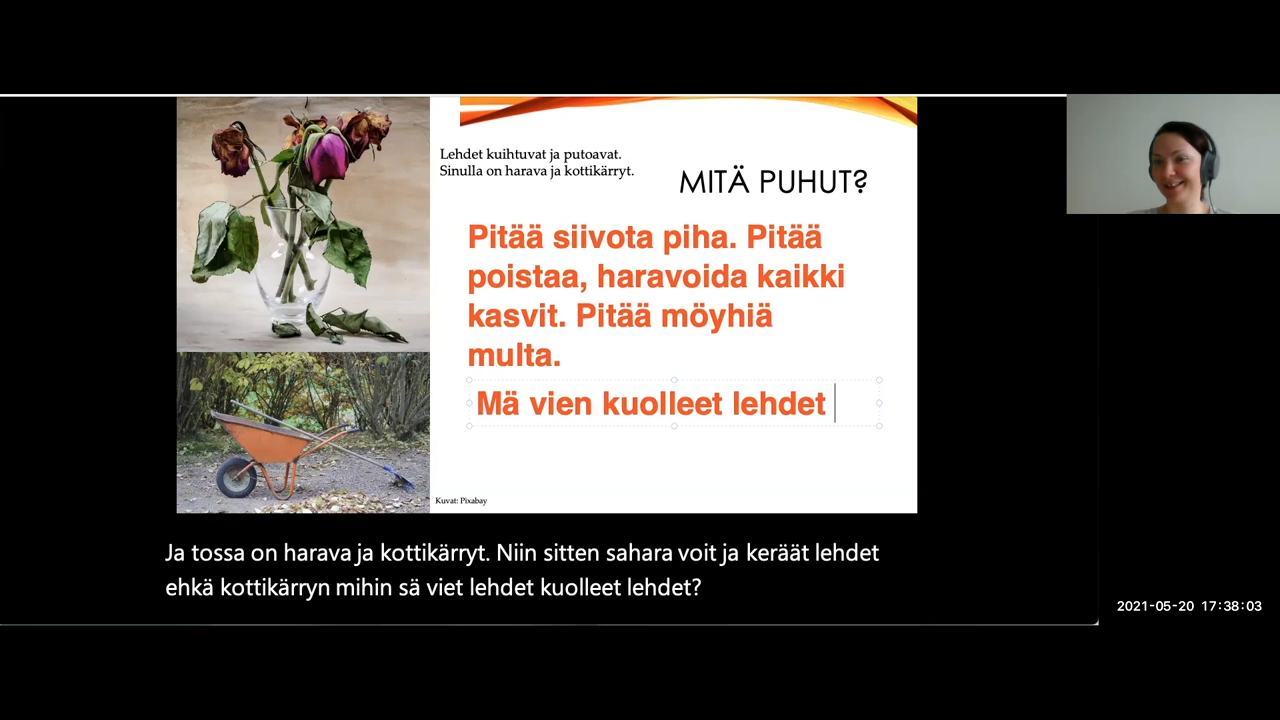 Lehdet kuihtuvat ja putoavat.
Sinulla on harava ja kottikärryt.
MITÄ PUHUT?
Pitää siivota piha. Pitää
poistaa, haravoida kaikki
kasvit. Pitää möyhiä
multa.
Mä vien kuolleet lehdet
Kuvat: Pixabay
Ja tossa on harava ja kottikärryt. Niin sitten sahara voit ja keräät lehdet
ehkä kottikärryn mihin sä viet lehdet kuolleet lehdet?
2021-05-20 17:38:03